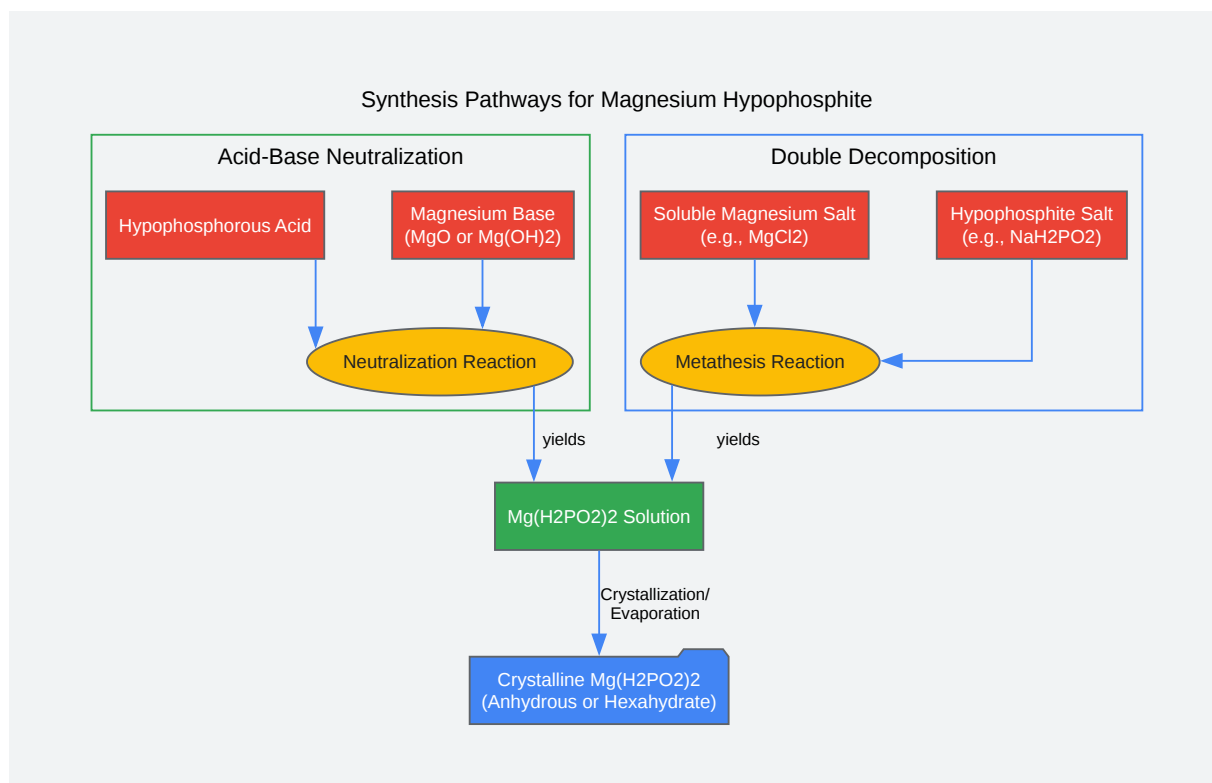 Synthesis Pathways for Magnesium Hypophosphite
Acid-Base Neutralization
Hypophosphorous Acid
Magnesium Base
(MgO or Mg(OH)2)
Neutralization Reaction
Double Decomposition
Soluble Magnesium Salt
(e.g., MgCl2)
Hypophosphite Salt
(e.g., NaH2PO2)
Metathesis Reaction
yields
yields
Mg(H2PO2)2 Solution
Crystallization/
Evaporation
Crystalline Mg(H2PO2)2
(Anhydrous or Hexahydrate)